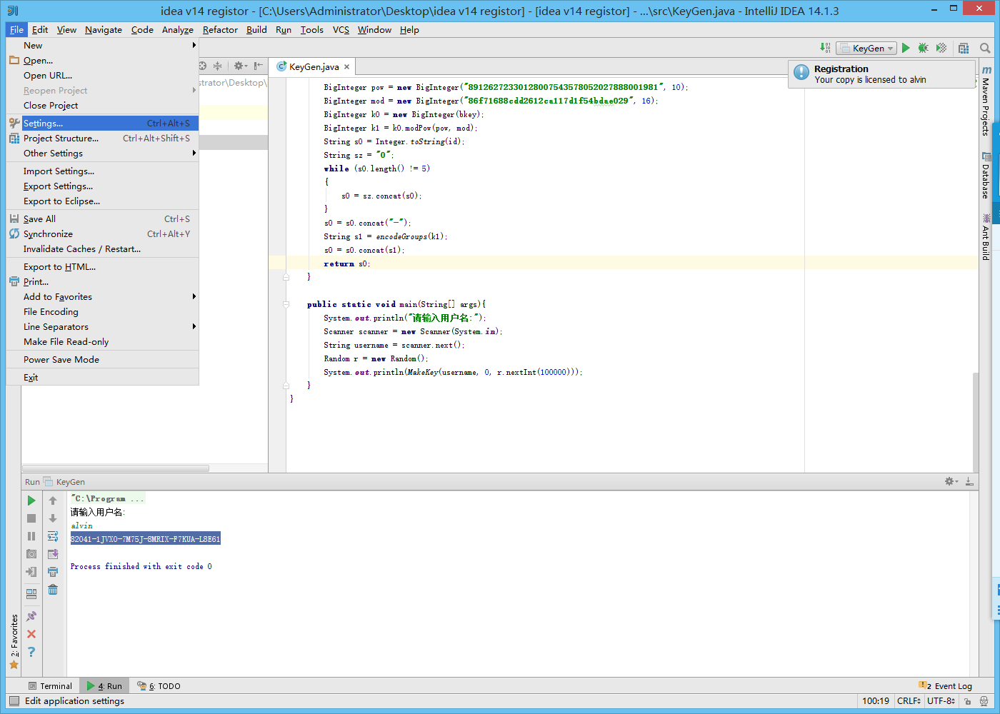 idea v14 registor - [C:\Users\Administrator\Desktop\idea v14 registor] - [idea v14 registor] - ...\src\KeyGen.java - IntelliJ IDEA 14.1.3
File Edit View Navigate Code Analyze Refactor Build Run Tools VCS Window Help
New
Open...
Open URL...
Reopen Project
Close Project
Settings... Ctrl+Alt+S
Project Structure... Ctrl+Alt+Shift+S
Other Settings
Import Settings...
Export Settings...
Export to Eclipse...
Save All Ctrl+S
Synchronize Ctrl+Alt+Y
Invalidate Caches / Restart...
Export to HTML...
Print...
Add to Favorites
File Encoding
Line Separators
Make File Read-only
Power Save Mode
Exit
KeyGen
strator\Desktop\
KeyGen.java
Registration
Your copy is licensed to alvin
BigInteger pow = new BigInteger("89126272330128007543578052027888001981", 10);
BigInteger mod = new BigInteger("86f71688cdd2612ca117d1f54bdae029", 16);
BigInteger k0 = new BigInteger(bkey);
BigInteger k1 = k0.modPow(pow, mod);
String s0 = Integer.toString(id);
String sz = "0";
while (s0.length() != 5)
{
s0 = sz.concat(s0);
}
s0 = s0.concat("-");
String s1 = encodeGroups(k1);
s0 = s0.concat(s1);
return s0;
}
public static void main(String[] args){
System.out.println("请输入用户名:");
Scanner scanner = new Scanner(System.in);
String username = scanner.next();
Random r = new Random();
System.out.println(MakeKey(username, 0, r.nextInt(100000)));
}
}
Maven Projects
Database
Ant Build
Run KeyGen
"C:\Program ...
请输入用户名:
alvin
82041-1JVXO-7M75J-8MRIX-F7KUA-L8E61
Process finished with exit code 0
2: Favorites
Terminal 4: Run 6: TODO
2 Event Log
Edit application settings
100:19 CRLF UTF-8